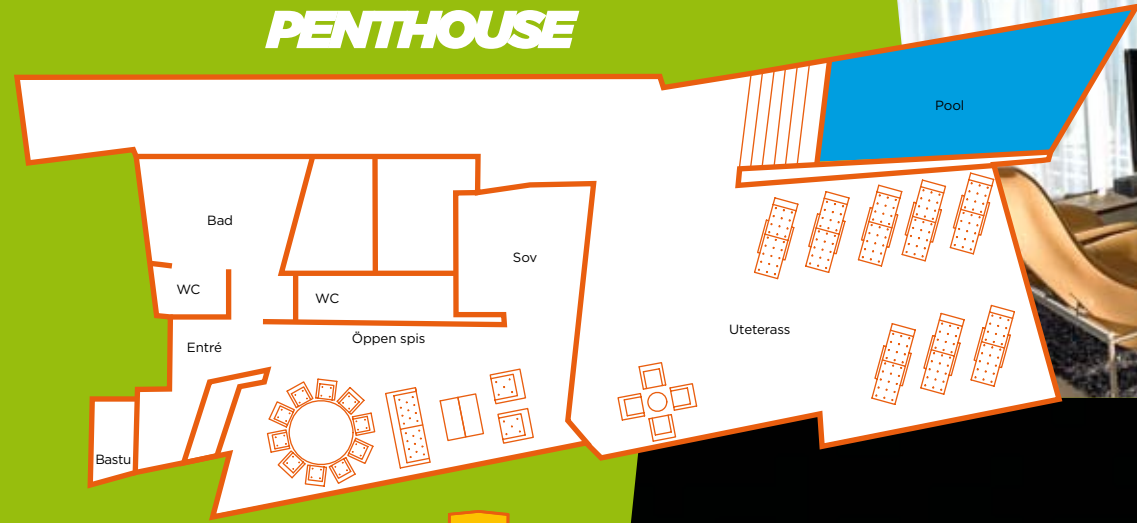 PENTHOUSE
Pool
Bad
Sov
WC
WC
Uteterass
Öppen spis
Entré
Bastu